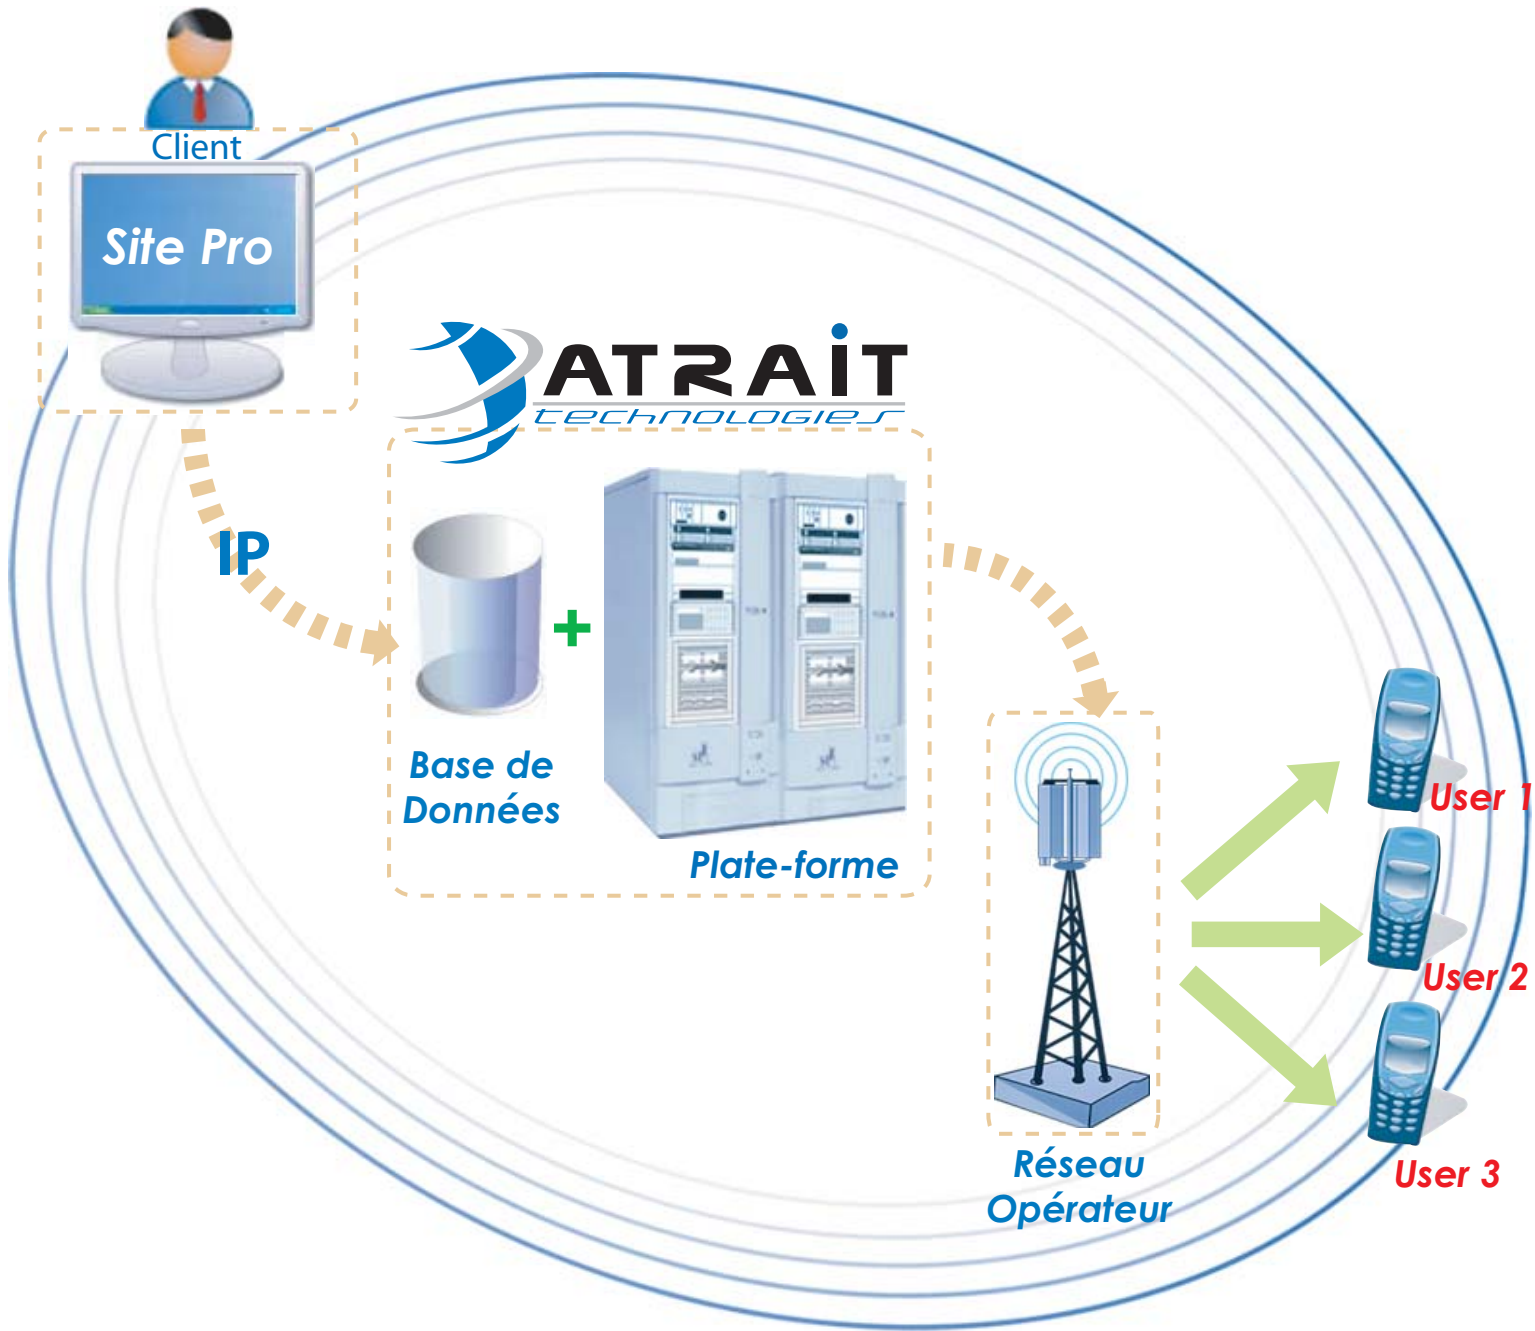 Client
Site Pro
ATRAiT
technologies
IP
+
Base de
Données
Plate-forme
User 1
User 2
User 3
Réseau
Opérateur